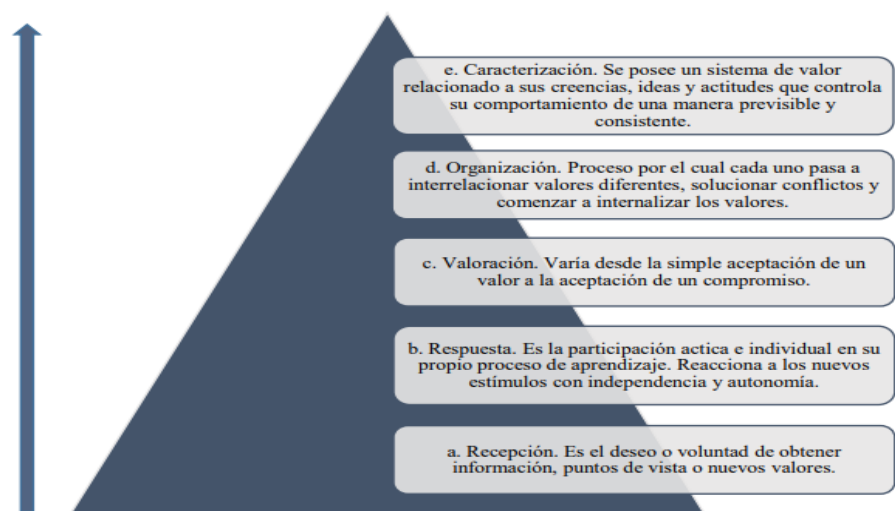 e. Caracterización. Se posee un sistema de valor
relacionado a sus creencias, ideas y actitudes que controla
su comportamiento de una manera previsible y
consistente.
d. Organización. Proceso por el cual cada uno pasa a
interrelacionar valores diferentes, solucionar conflictos y
comenzar a internalizar los valores.
c. Valoración. Varía desde la simple aceptación de un
valor a la aceptación de un compromiso.
b. Respuesta. Es la participación actica e individual en su
propio proceso de aprendizaje. Reacciona a los nuevos
estímulos con independencia y autonomía.
a. Recepción. Es el deseo o voluntad de obtener
información, puntos de vista o nuevos valores.